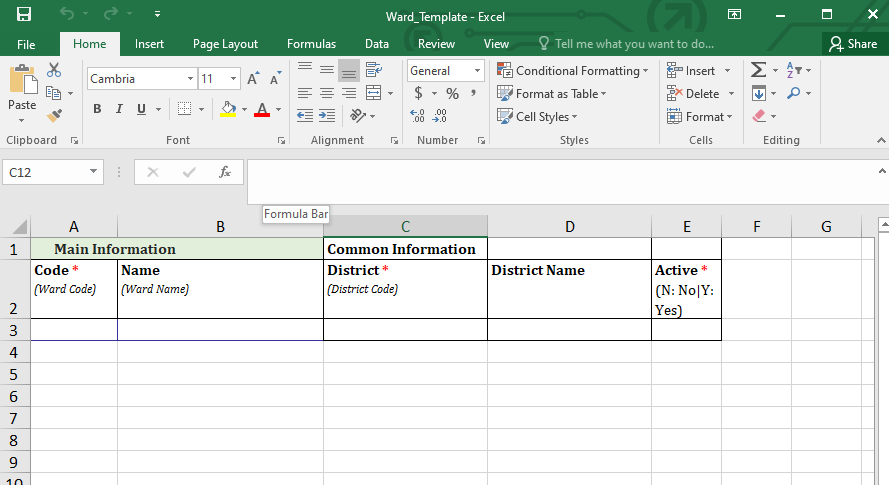 Ward_Template - Excel
File Home Insert Page Layout Formulas Data Review View Tell me what you want to do... Share
Cambria 11 A A General Conditional Formatting Insert Σ A Z
Paste B I U A $ % , Format as Table Delete
.00 .0 Cell Styles Format
Clipboard Font Alignment Number Styles Cells Editing
C12 fx
Formula Bar
A B C D E F G
1 Main Information Common Information
Code * Name District * District Name Active *
(Ward Code) (Ward Name) (District Code) (N: No|Y:
2 Yes)
3
4
5
6
7
8
9
10